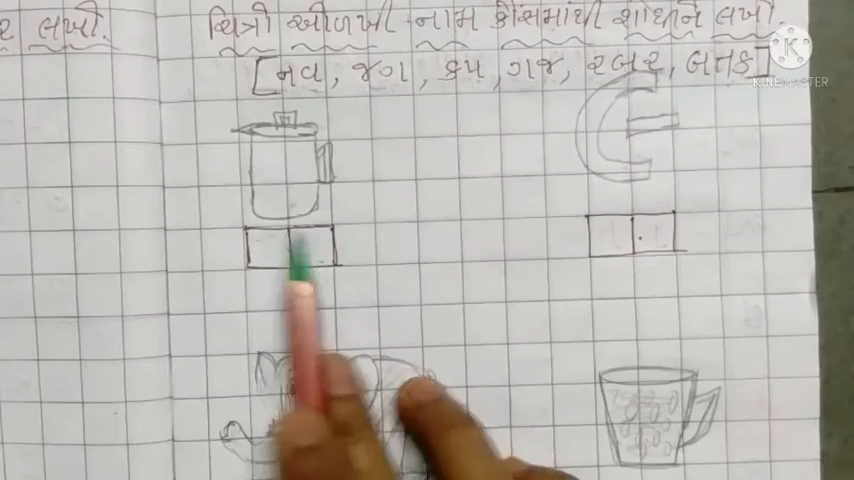 ર લખો.
ચિત્રો ઓળખી નામ કૌંસમાંથી શોધીને લખો.
[નવ, જગ, કપ, ગજ, રબર, બતક]
KINEMASTER